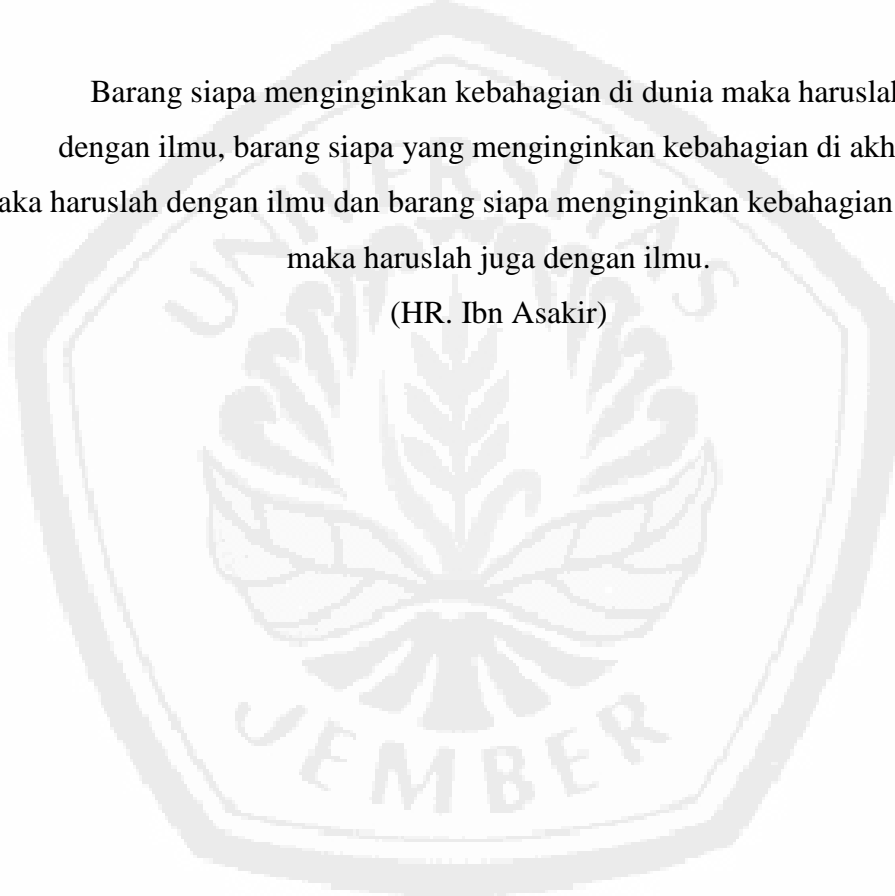 Barang siapa menginginkan kebahagian di dunia maka
dengan ilmu, barang siapa yang menginginkan kebahagian di
haruslah dengan ilmu dan barang siapa menginginkan kebahagian
maka haruslah juga dengan ilmu.
(HR. Ibn Asakir)
UNIVERSITAS
JEMBER